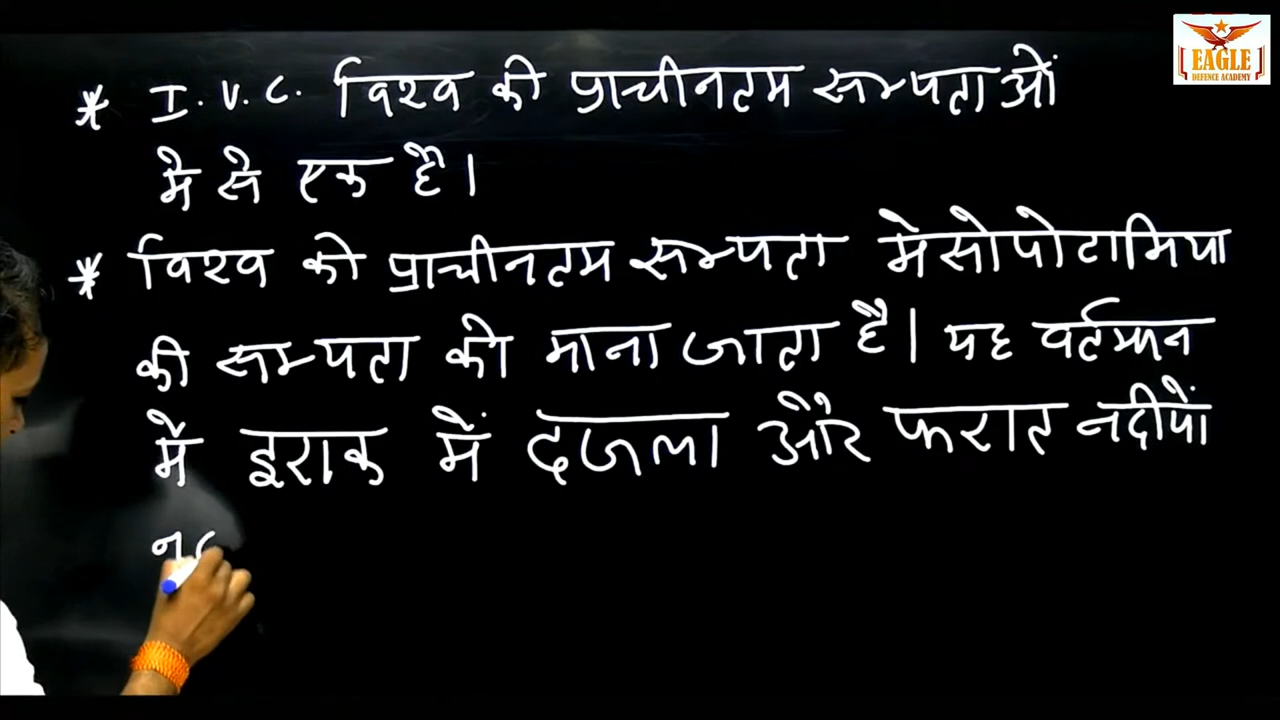 EAGLE
DEFENCE ACADEMY
* I.V.C. विश्व की प्राचीनतम सभ्यताओं
मे से एक है।
* विश्व की प्राचीनतम सभ्यता मेसोपोटामिया
की सभ्यता को माना जाता है। यह वर्तमान
में इराक में दजला और फरात नदीयों